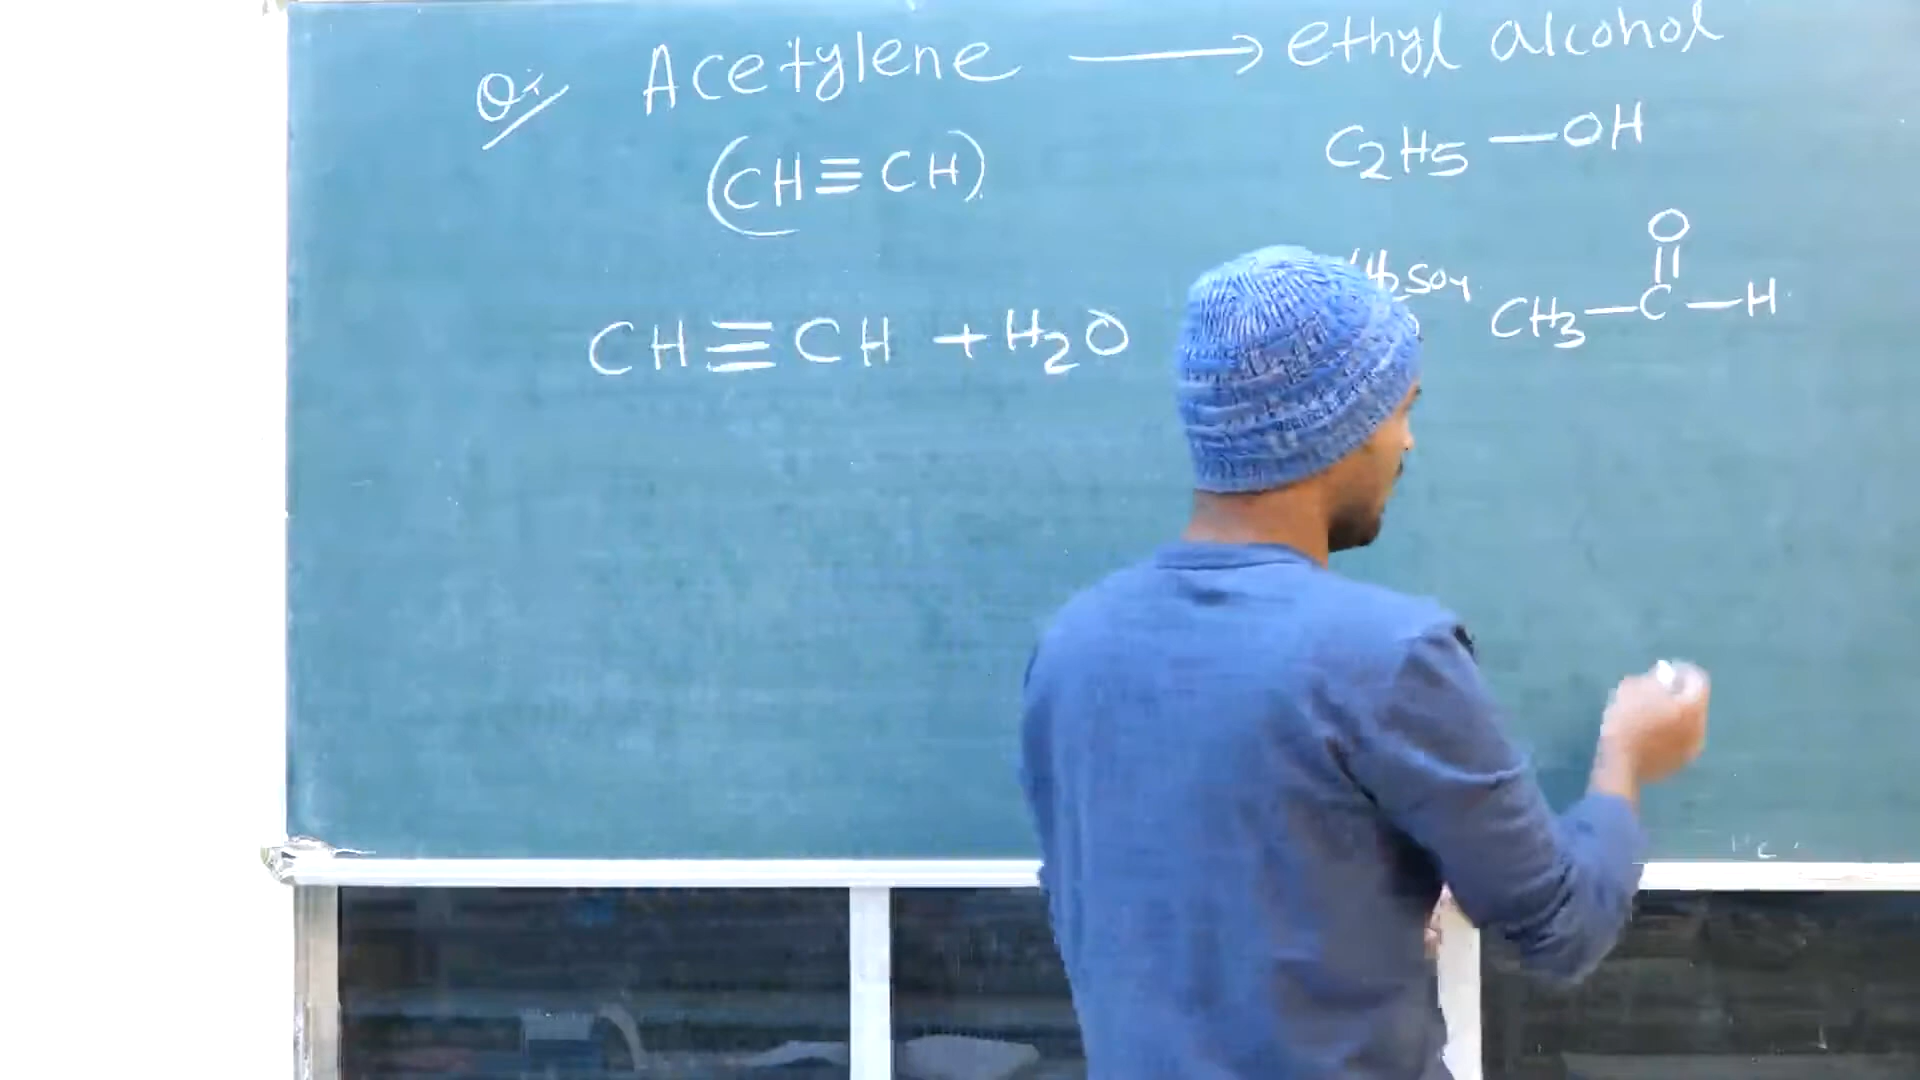 Q: Acetylene ⟶ ethyl alcohol
(CH≡CH) C2H5—OH
O
||
CH≡CH + H2O H2SO4 CH3—C—H